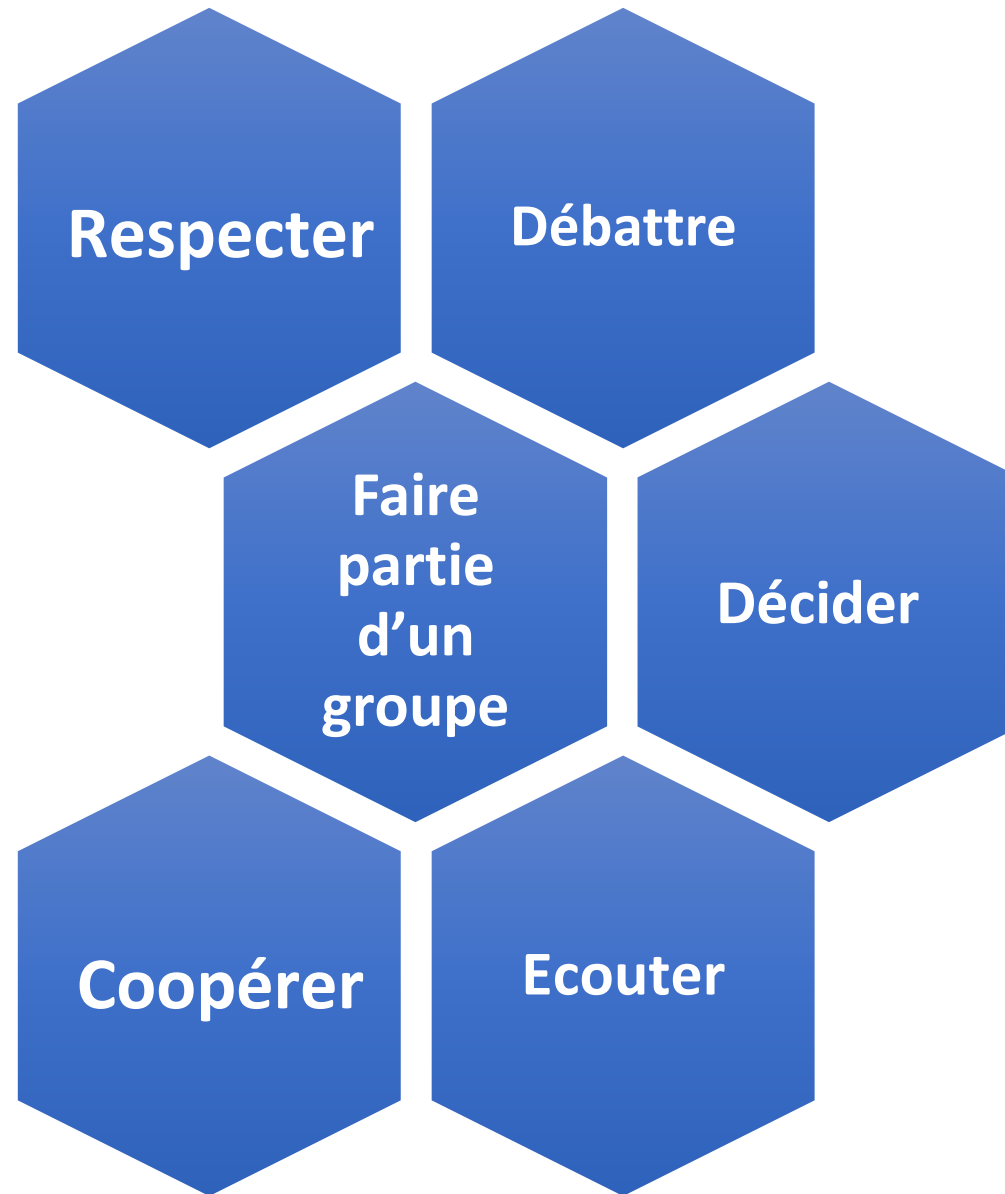 Respecter
Débattre
Faire
partie
d’un
groupe
Décider
Coopérer
Ecouter